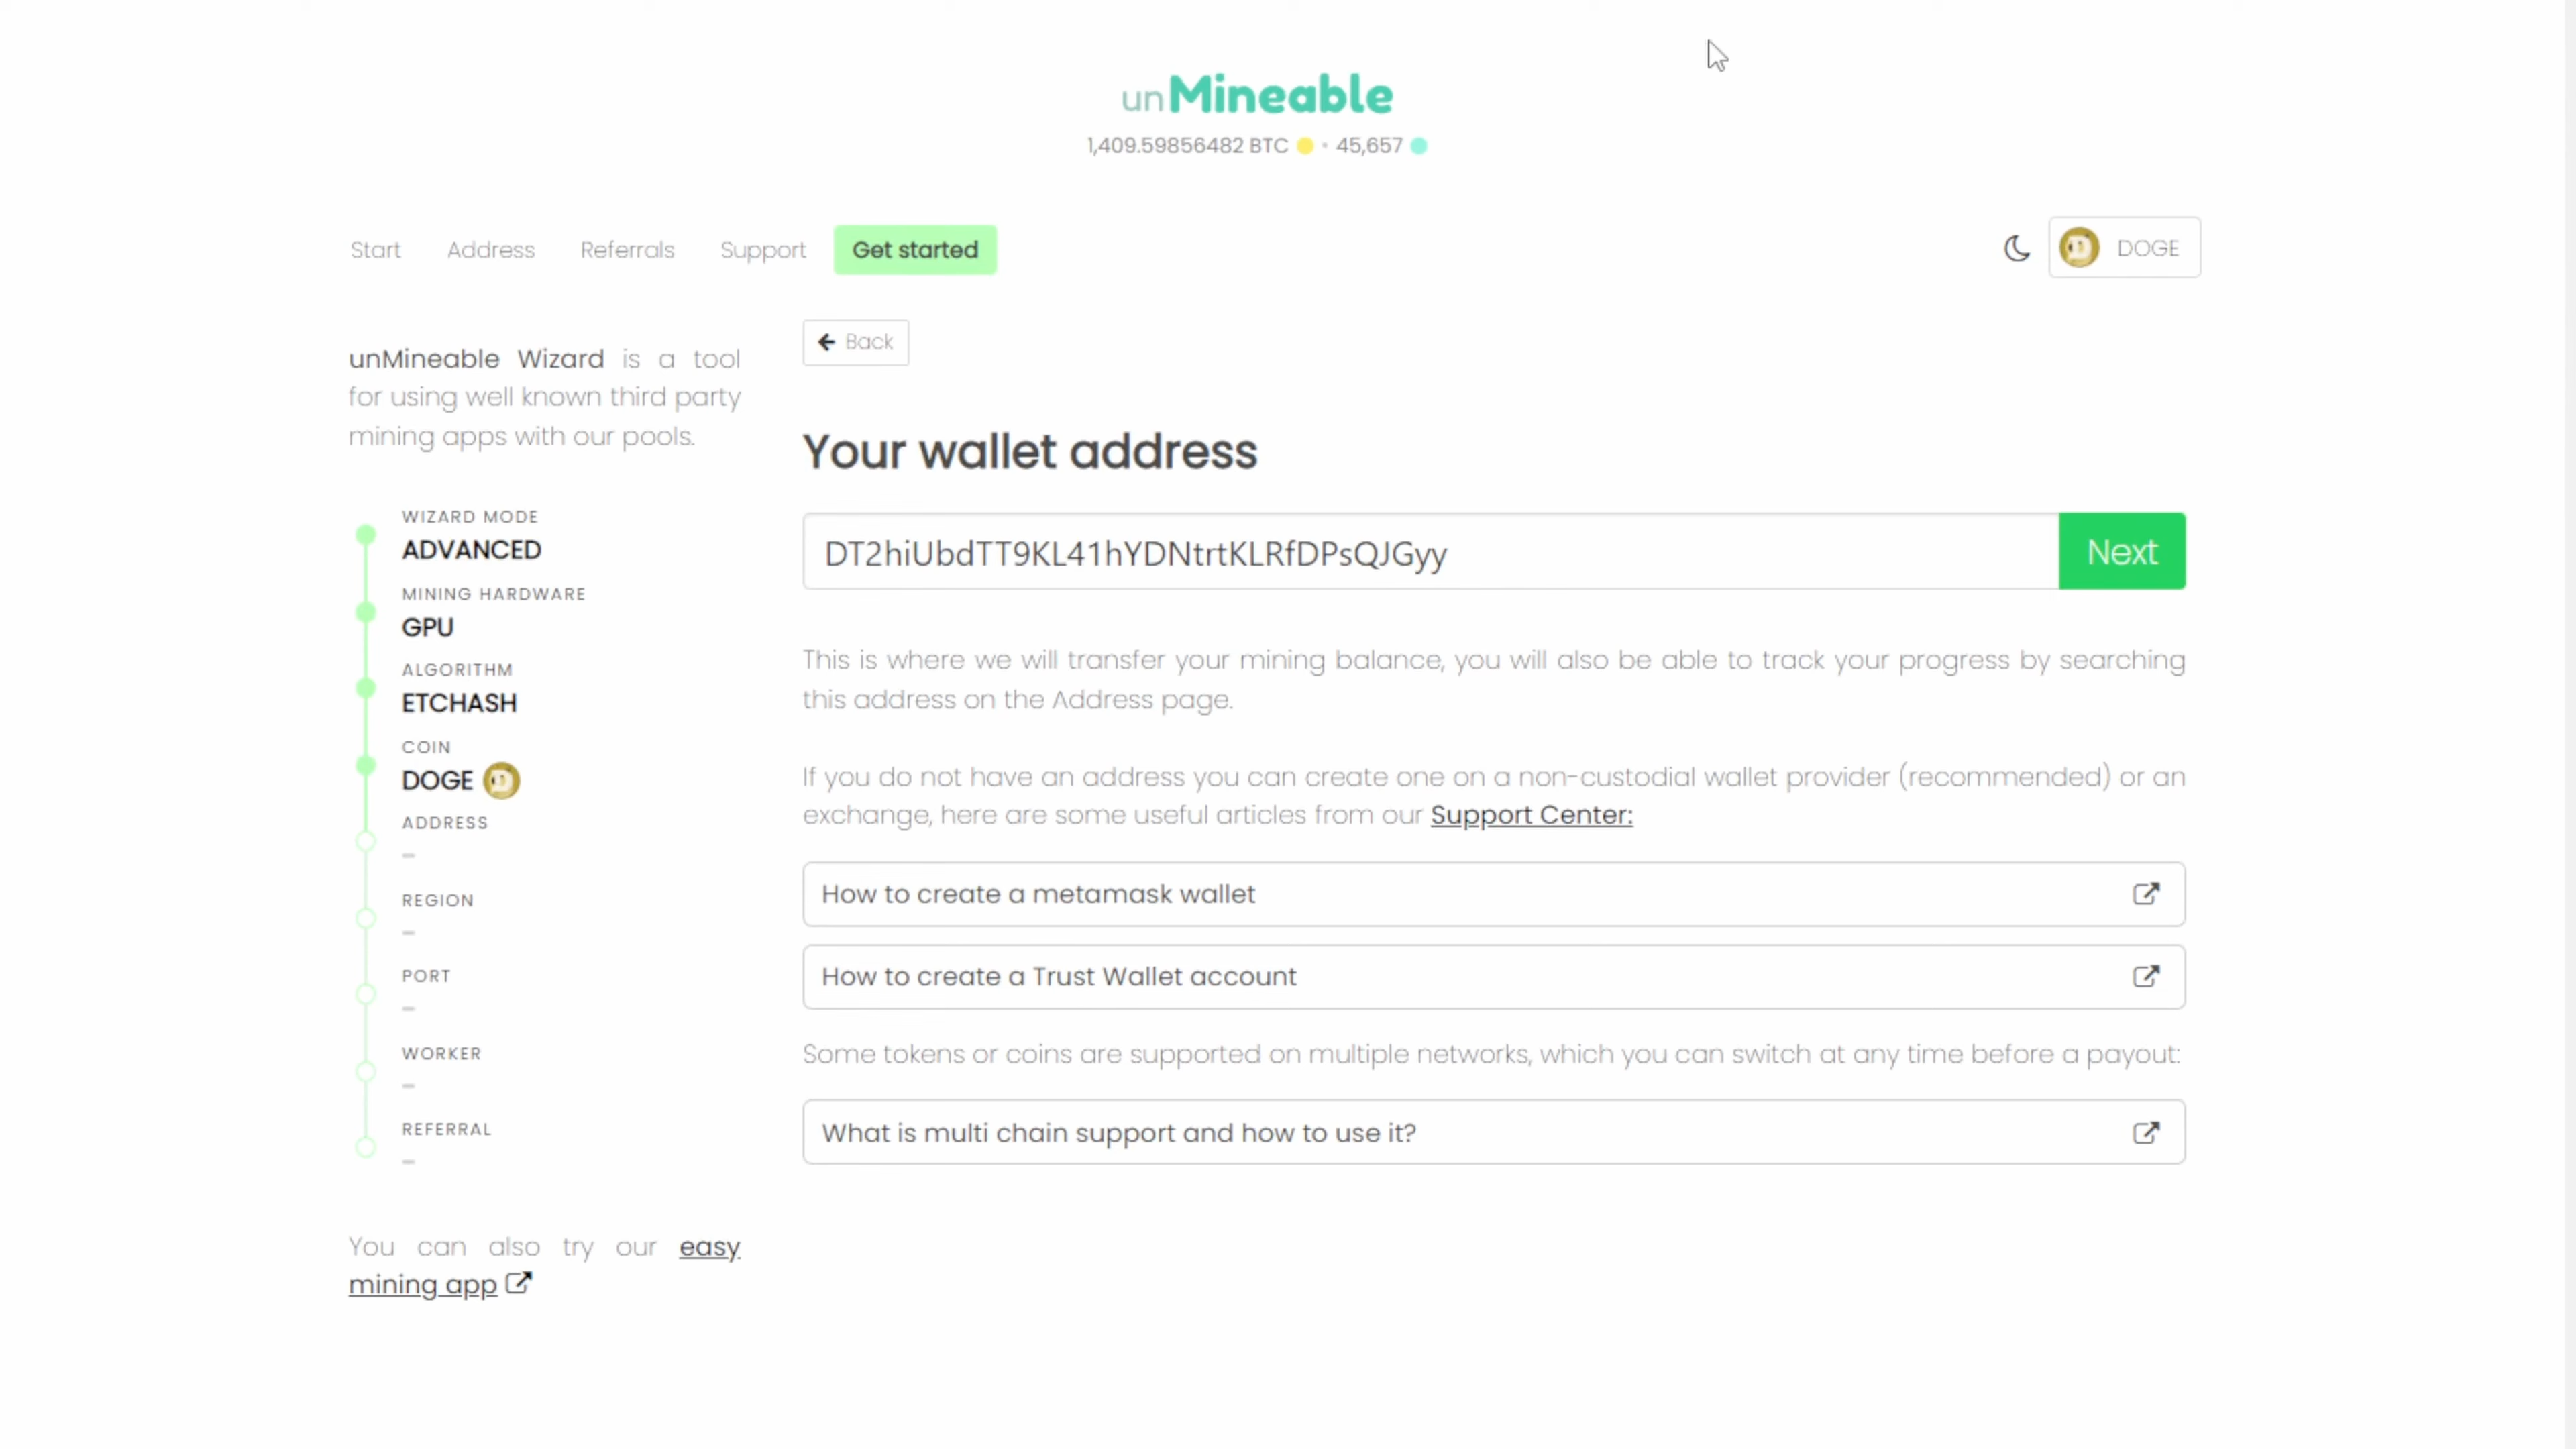 unMineable
1,409.59856482 BTC • 45,657
Start Address Referrals Support Get started DOGE
unMineable Wizard is a tool
for using well known third party
mining apps with our pools.
WIZARD MODE
ADVANCED
MINING HARDWARE
GPU
ALGORITHM
ETCHASH
COIN
DOGE
ADDRESS
–
REGION
–
PORT
–
WORKER
–
REFERRAL
–
You can also try our easy
mining app
Back
Your wallet address
DT2hiUbdTT9KL41hYDNtrtKLRfDPsQJGyy Next
This is where we will transfer your mining balance, you will also be able to track your progress by searching
this address on the Address page.
If you do not have an address you can create one on a non-custodial wallet provider (recommended) or an
exchange, here are some useful articles from our Support Center:
How to create a metamask wallet
How to create a Trust Wallet account
Some tokens or coins are supported on multiple networks, which you can switch at any time before a payout:
What is multi chain support and how to use it?